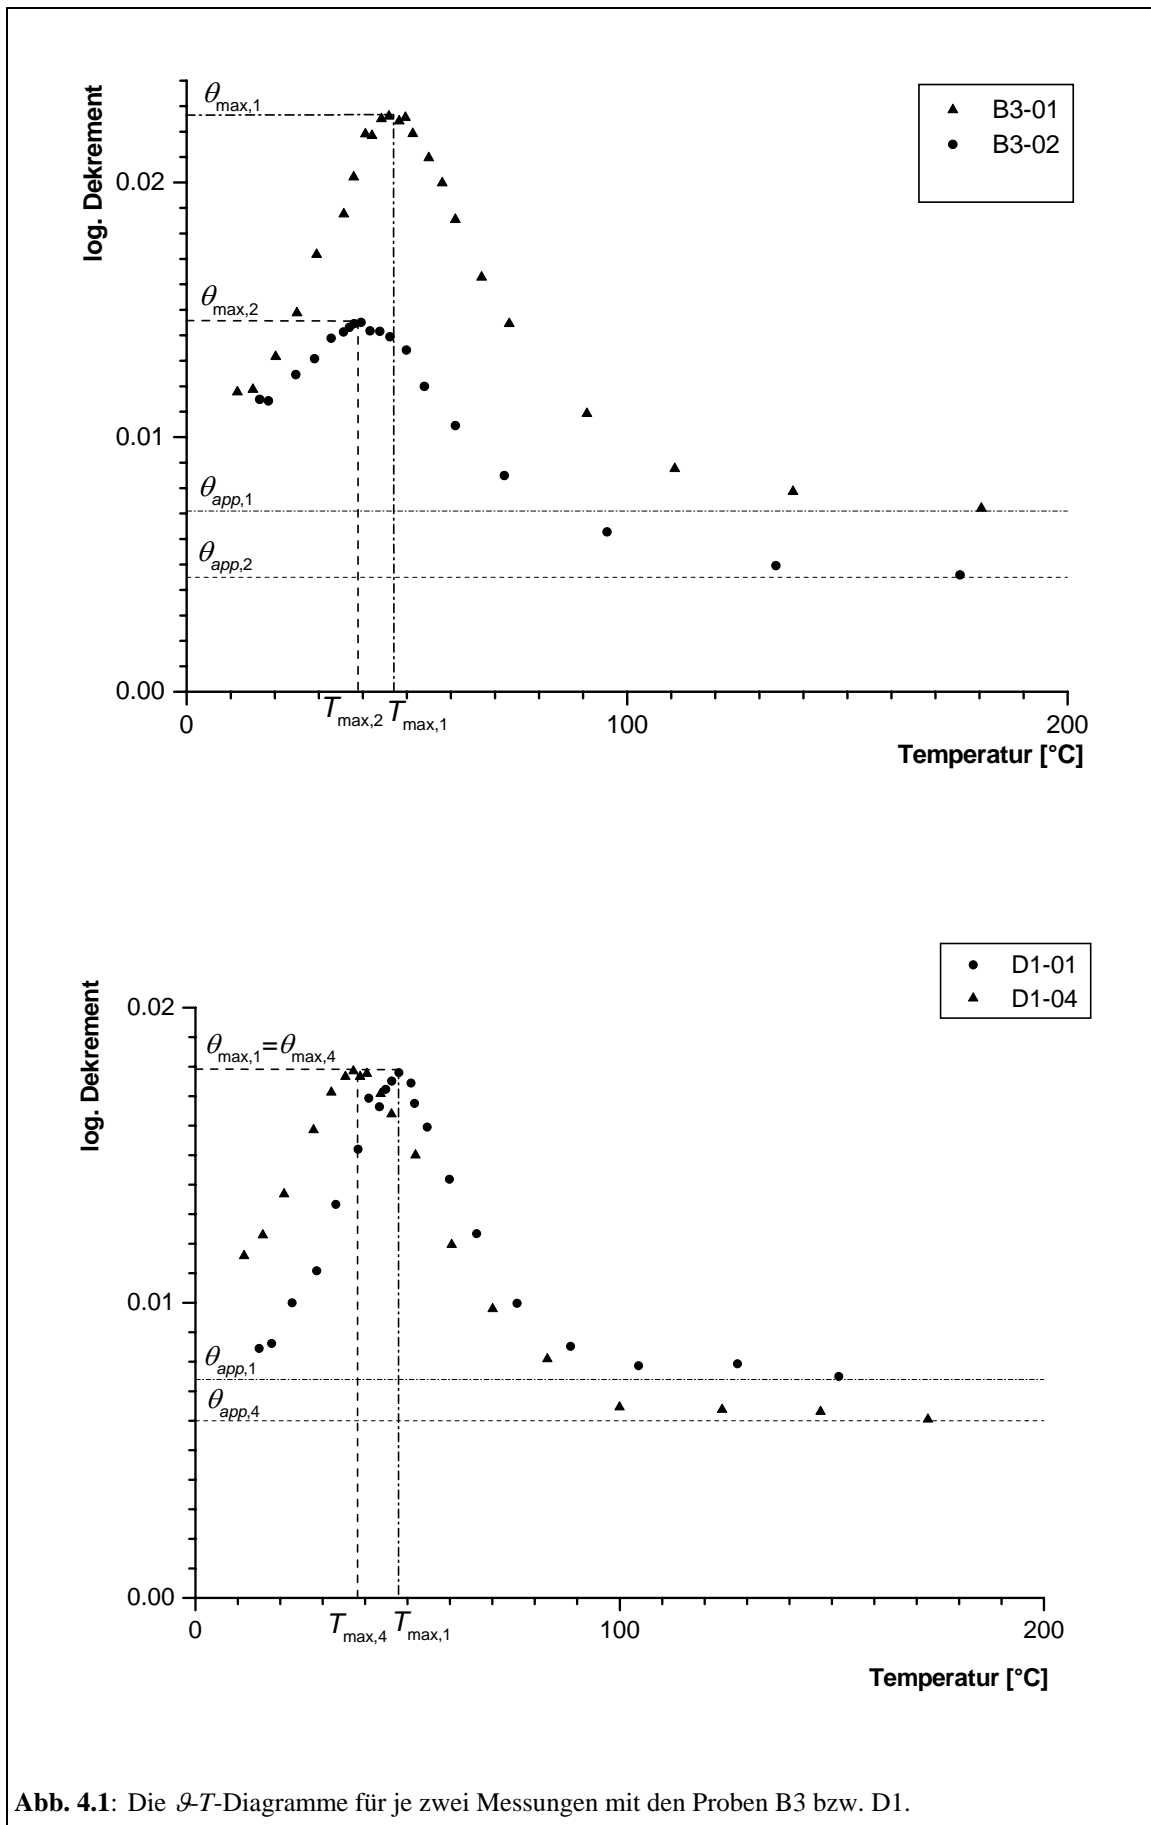 log. Dekrement
θmax,1
0.02
θmax,2
0.01
θapp,1
θapp,2
0.00
B3-01
B3-02
0
Tmax,2
Tmax,1
100
200
Temperatur [°C]
log. Dekrement
D1-01
D1-04
0.02
θmax,1=θmax,4
0.01
θapp,1
θapp,4
0.00
0
Tmax,4
Tmax,1
100
200
Temperatur [°C]
Abb. 4.1: Die ϑ-T-Diagramme für je zwei Messungen mit den Proben B3 bzw. D1.